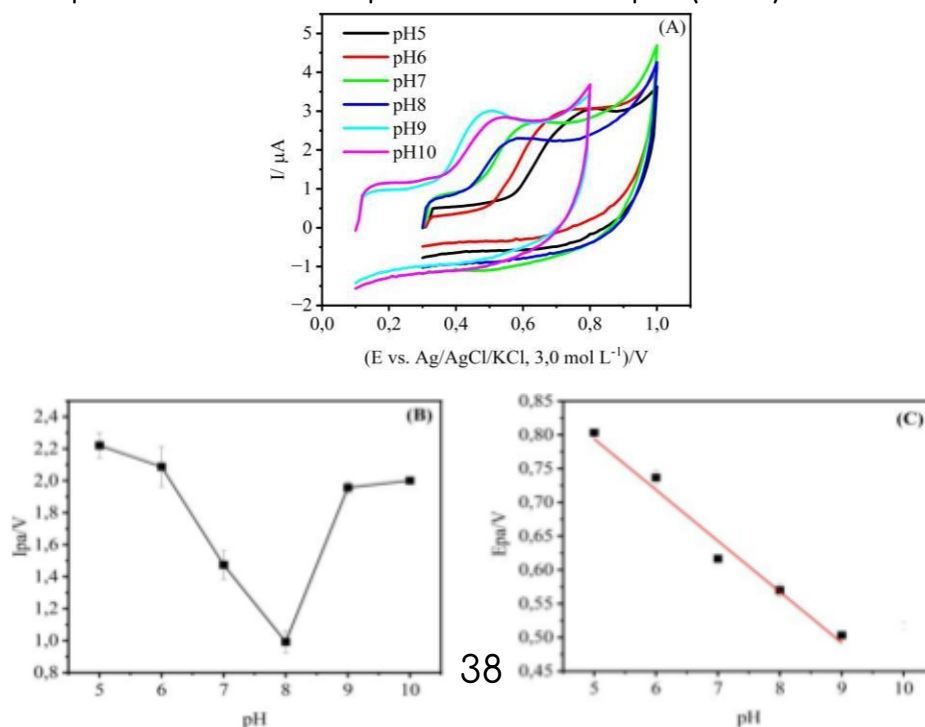 (A)
pH5
pH6
pH7
pH8
pH9
pH10
5
4
3
2
1
0
−1
−2
I/ μA
0,0 0,2 0,4 0,6 0,8 1,0
(E vs. Ag/AgCl/KCl, 3,0 mol L⁻¹)/V
(B)
2,4
2,2
2,0
1,8
1,6
1,4
1,2
1,0
0,8
Ipa/V
5 6 7 8 9 10
pH
38
(C)
0,85
0,80
0,75
0,70
0,65
0,60
0,55
0,50
0,45
Epa/V
5 6 7 8 9 10
pH